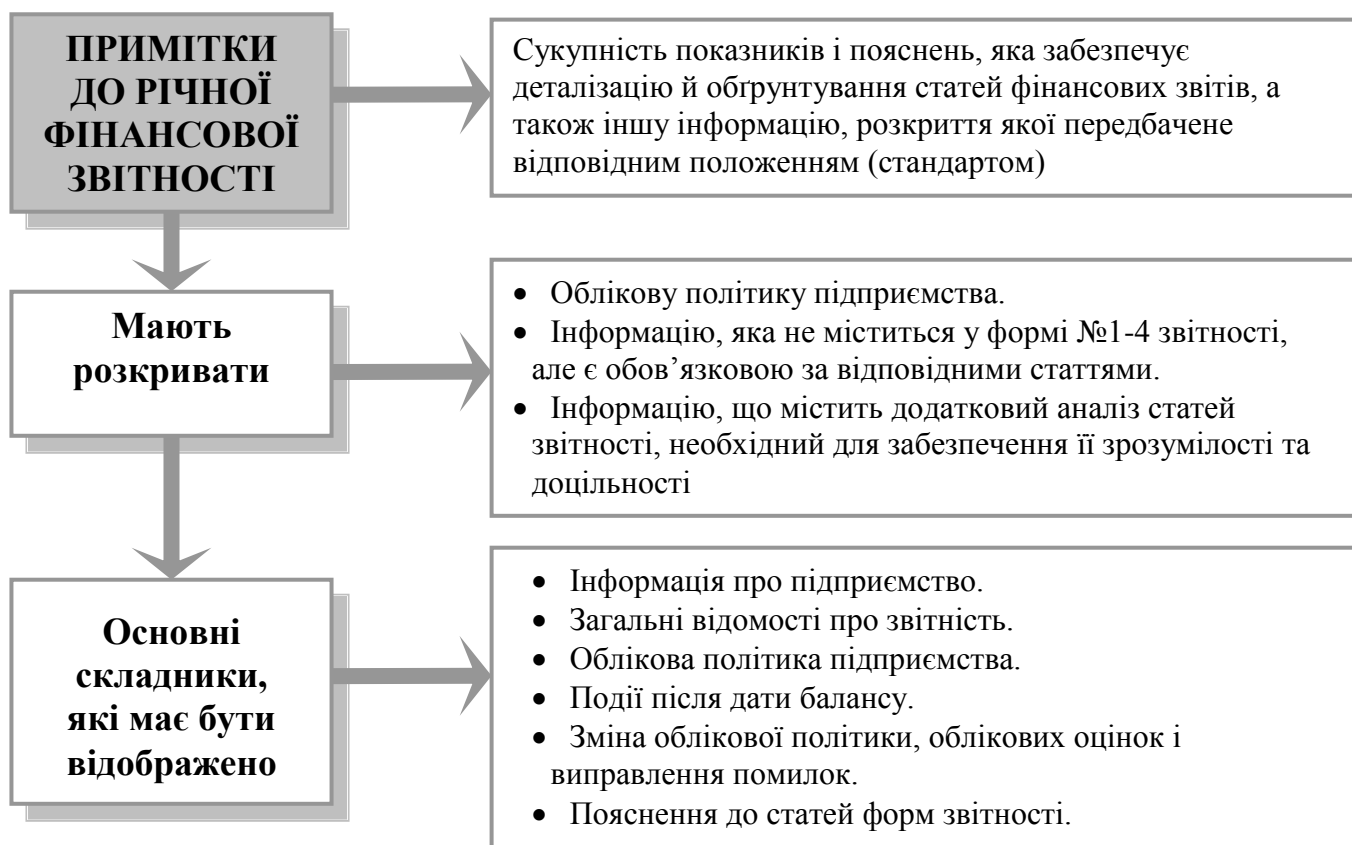 ПРИМІТКИ
ДО РІЧНОЇ
ФІНАНСОВОЇ
ЗВІТНОСТІ
Сукупність показників і пояснень, яка забезпечує
деталізацію й обґрунтування статей фінансових звітів, а
також іншу інформацію, розкриття якої передбачене
відповідним положенням (стандартом)
Мають
розкривати
• Облікову політику підприємства.
• Інформацію, яка не міститься у формі №1-4 звітності,
але є обов’язковою за відповідними статтями.
• Інформацію, що містить додатковий аналіз статей
звітності, необхідний для забезпечення її зрозумілості та
доцільності
Основні
складники,
які має бути
відображено
• Інформація про підприємство.
• Загальні відомості про звітність.
• Облікова політика підприємства.
• Події після дати балансу.
• Зміна облікової політики, облікових оцінок і
виправлення помилок.
• Пояснення до статей форм звітності.